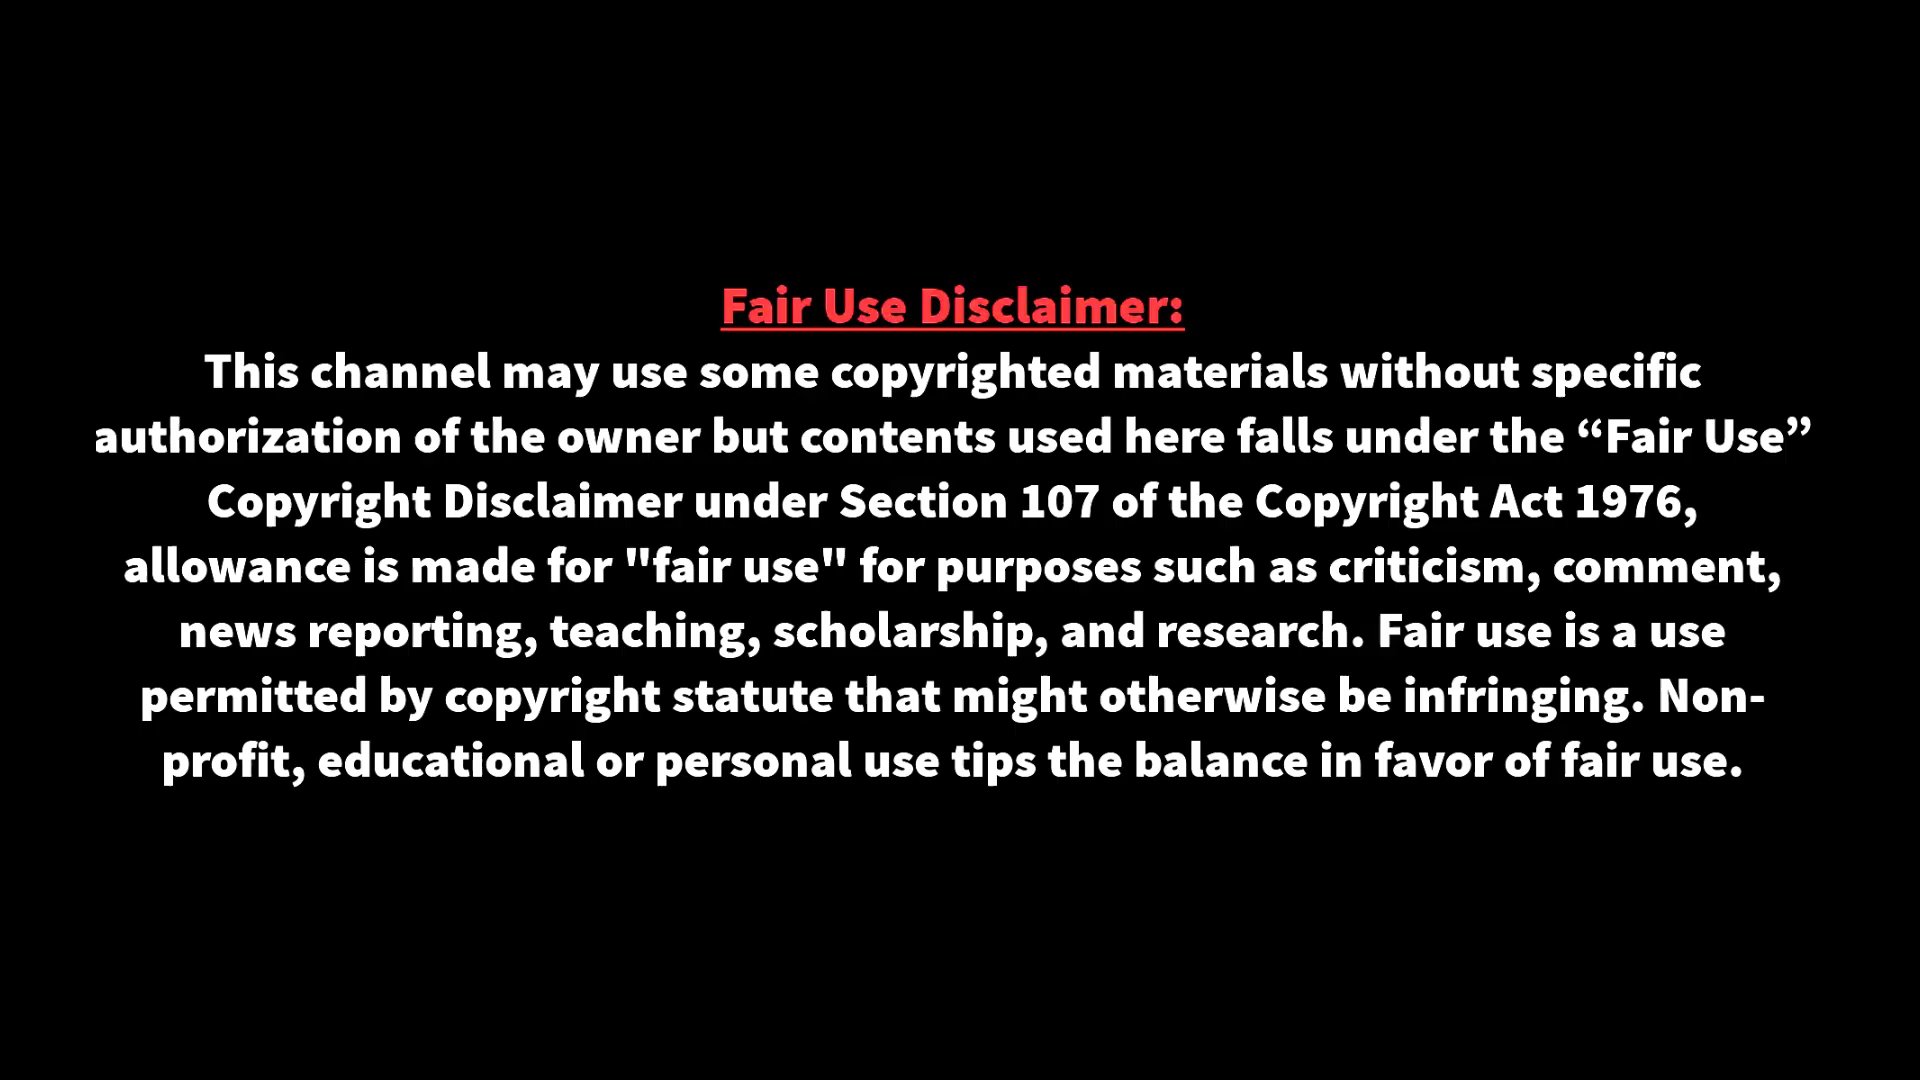 Fair Use Disclaimer:
This channel may use some copyrighted materials without specific
authorization of the owner but contents used here falls under the “Fair Use”
Copyright Disclaimer under Section 107 of the Copyright Act 1976,
allowance is made for "fair use" for purposes such as criticism, comment,
news reporting, teaching, scholarship, and research. Fair use is a use
permitted by copyright statute that might otherwise be infringing. Non-
profit, educational or personal use tips the balance in favor of fair use.